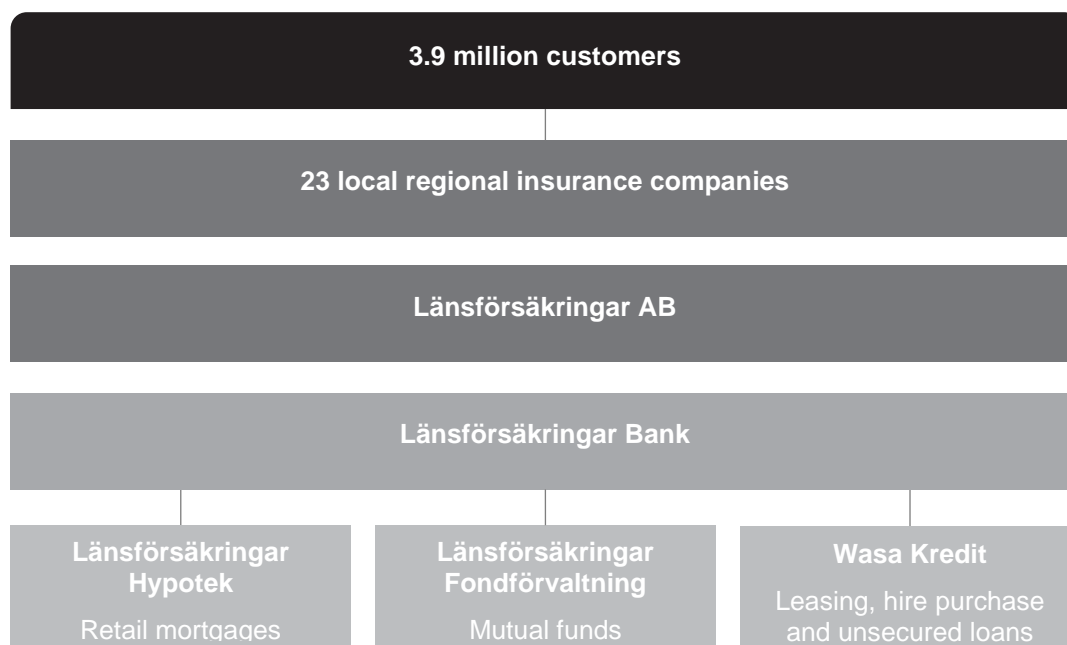 3.9 million customers
23 local regional insurance companies
Länsförsäkringar AB
Länsförsäkringar Bank
Länsförsäkringar
Hypotek
Retail mortgages
Länsförsäkringar
Fondförvaltning
Mutual funds
Wasa Kredit
Leasing, hire purchase
and unsecured loans